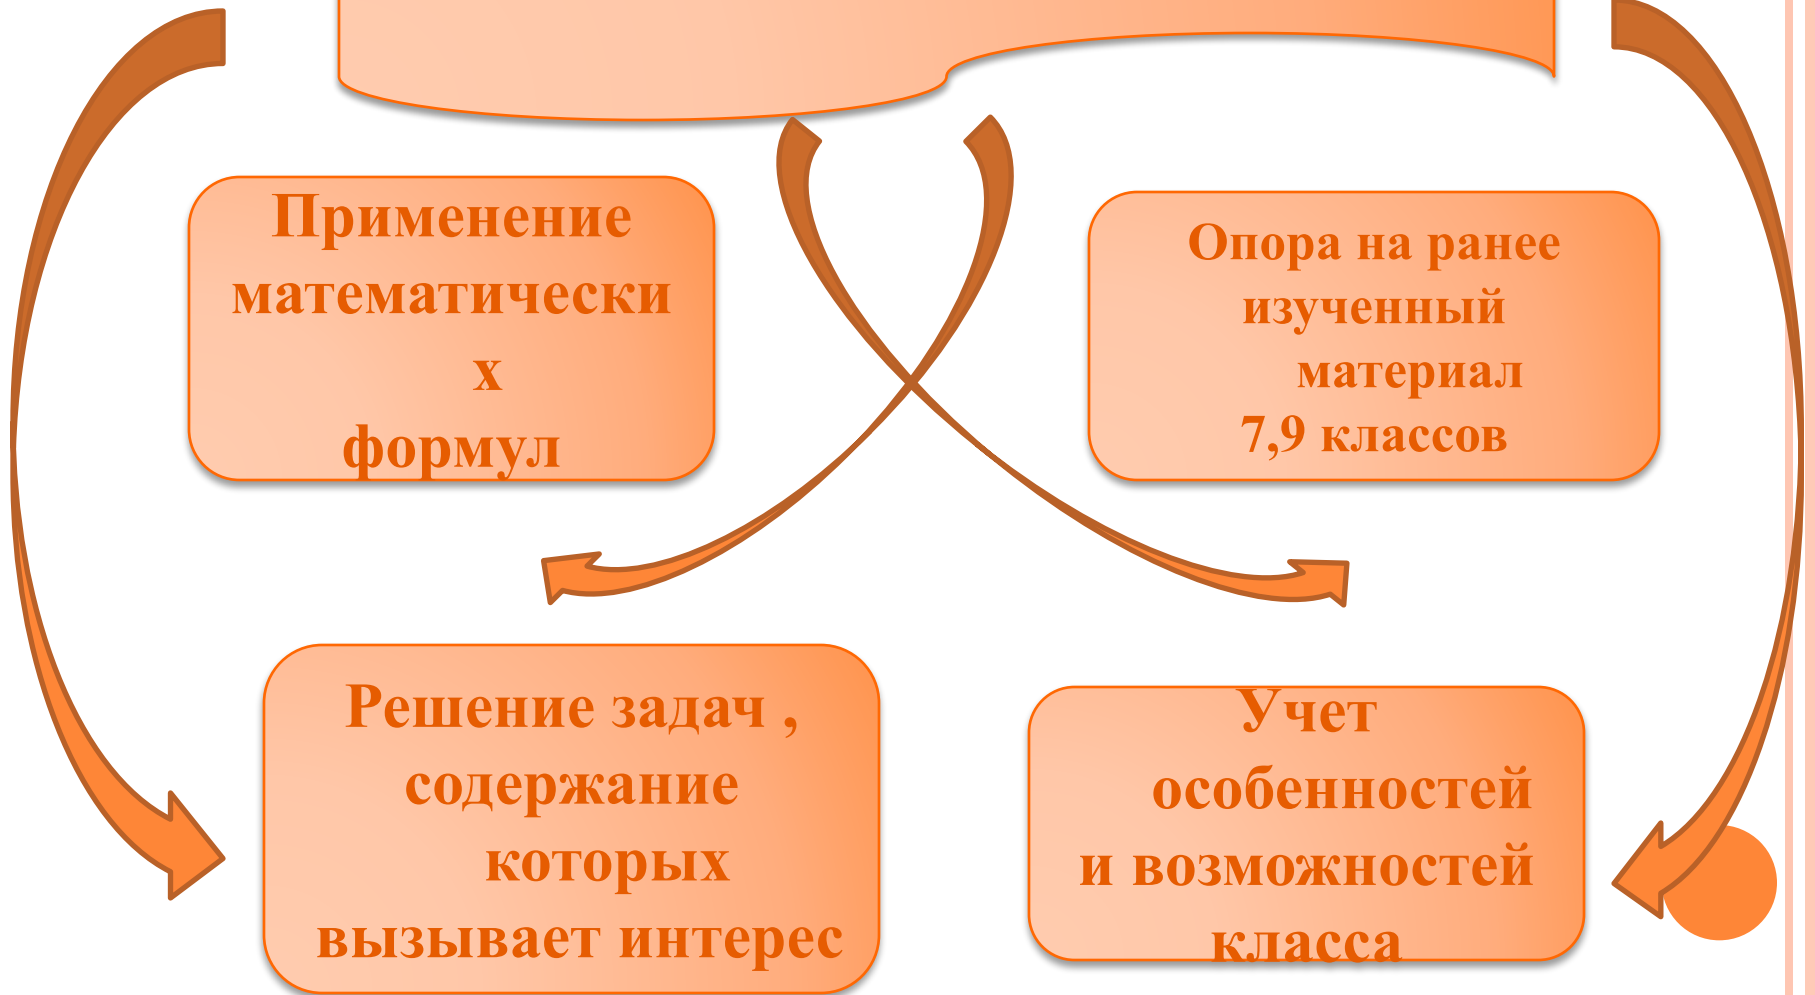 Применение
математически
х
формул
Опора на ранее
изученный
материал
7,9 классов
Решение задач ,
содержание
которых
вызывает интерес
Учет
особенностей
и возможностей
класса